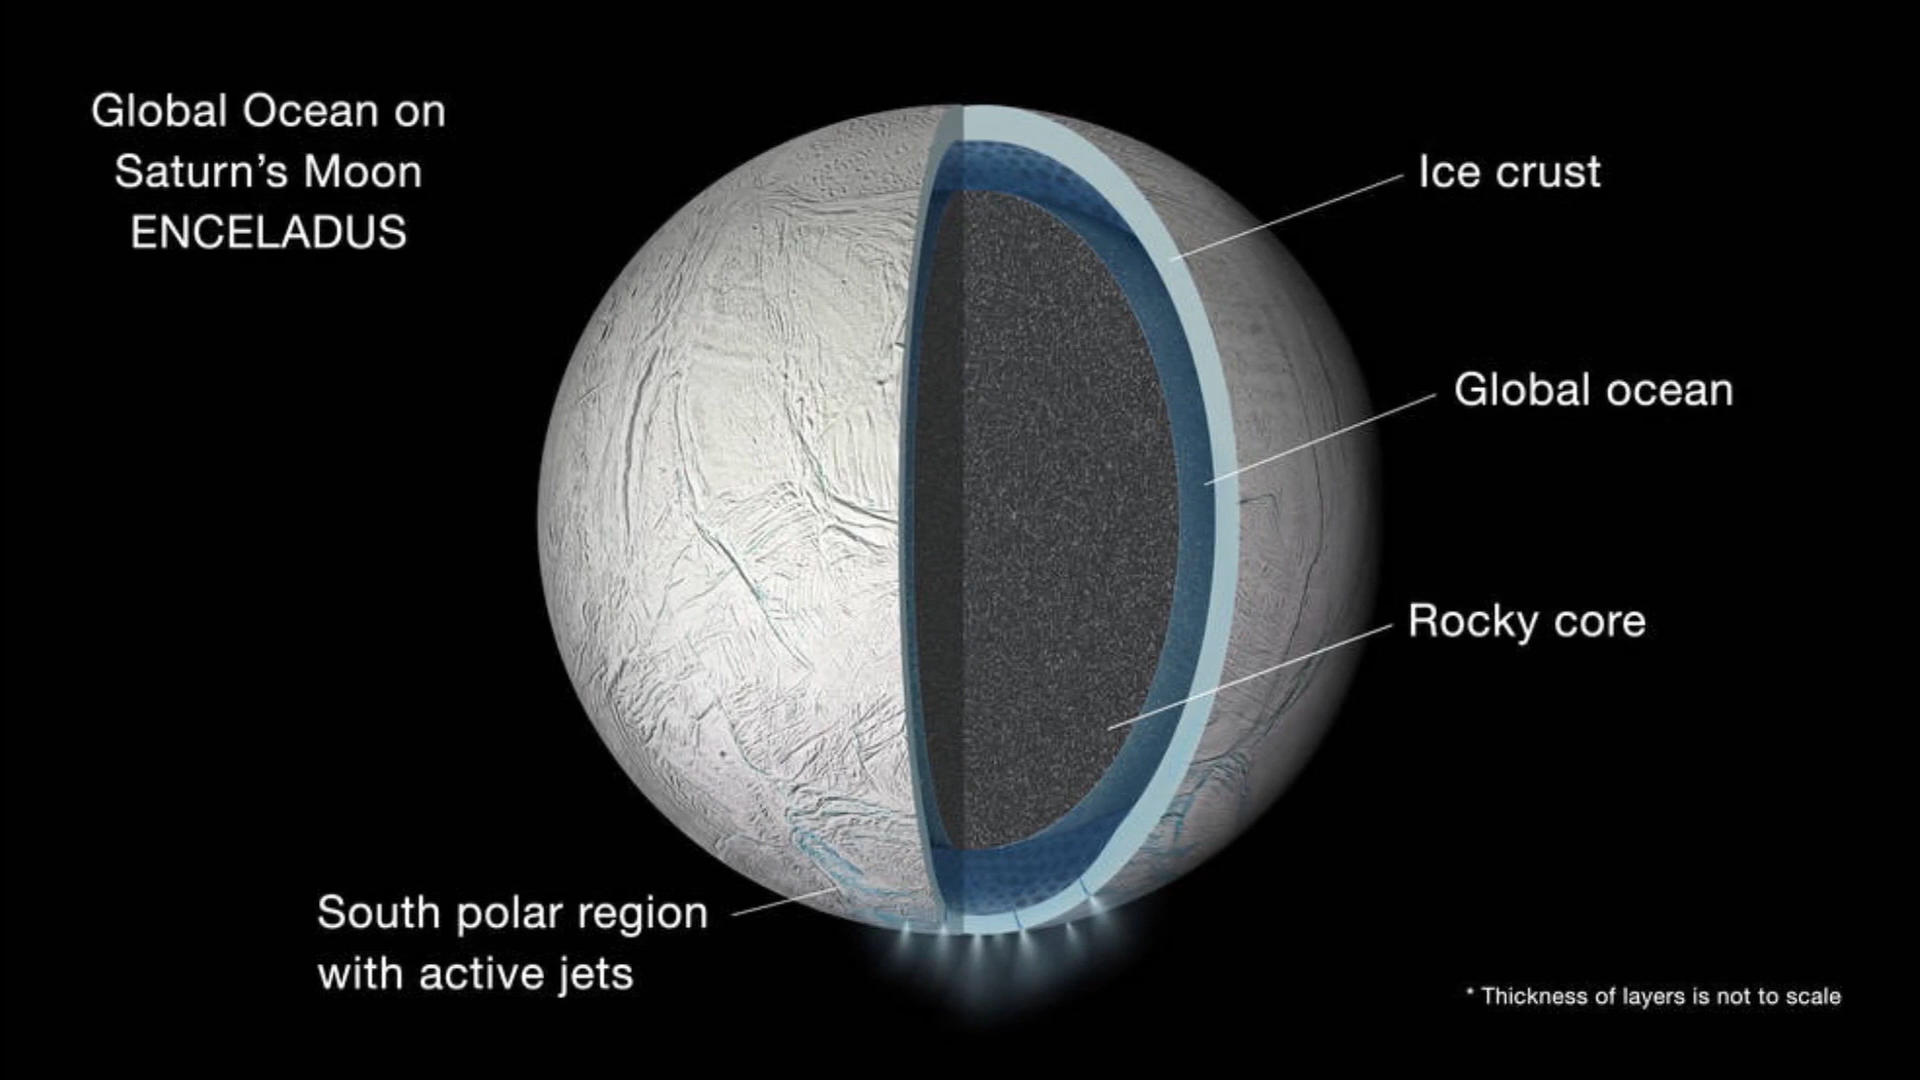 Global Ocean on
Saturn’s Moon
ENCELADUS
Ice crust
Global ocean
Rocky core
South polar region
with active jets
* Thickness of layers is not to scale